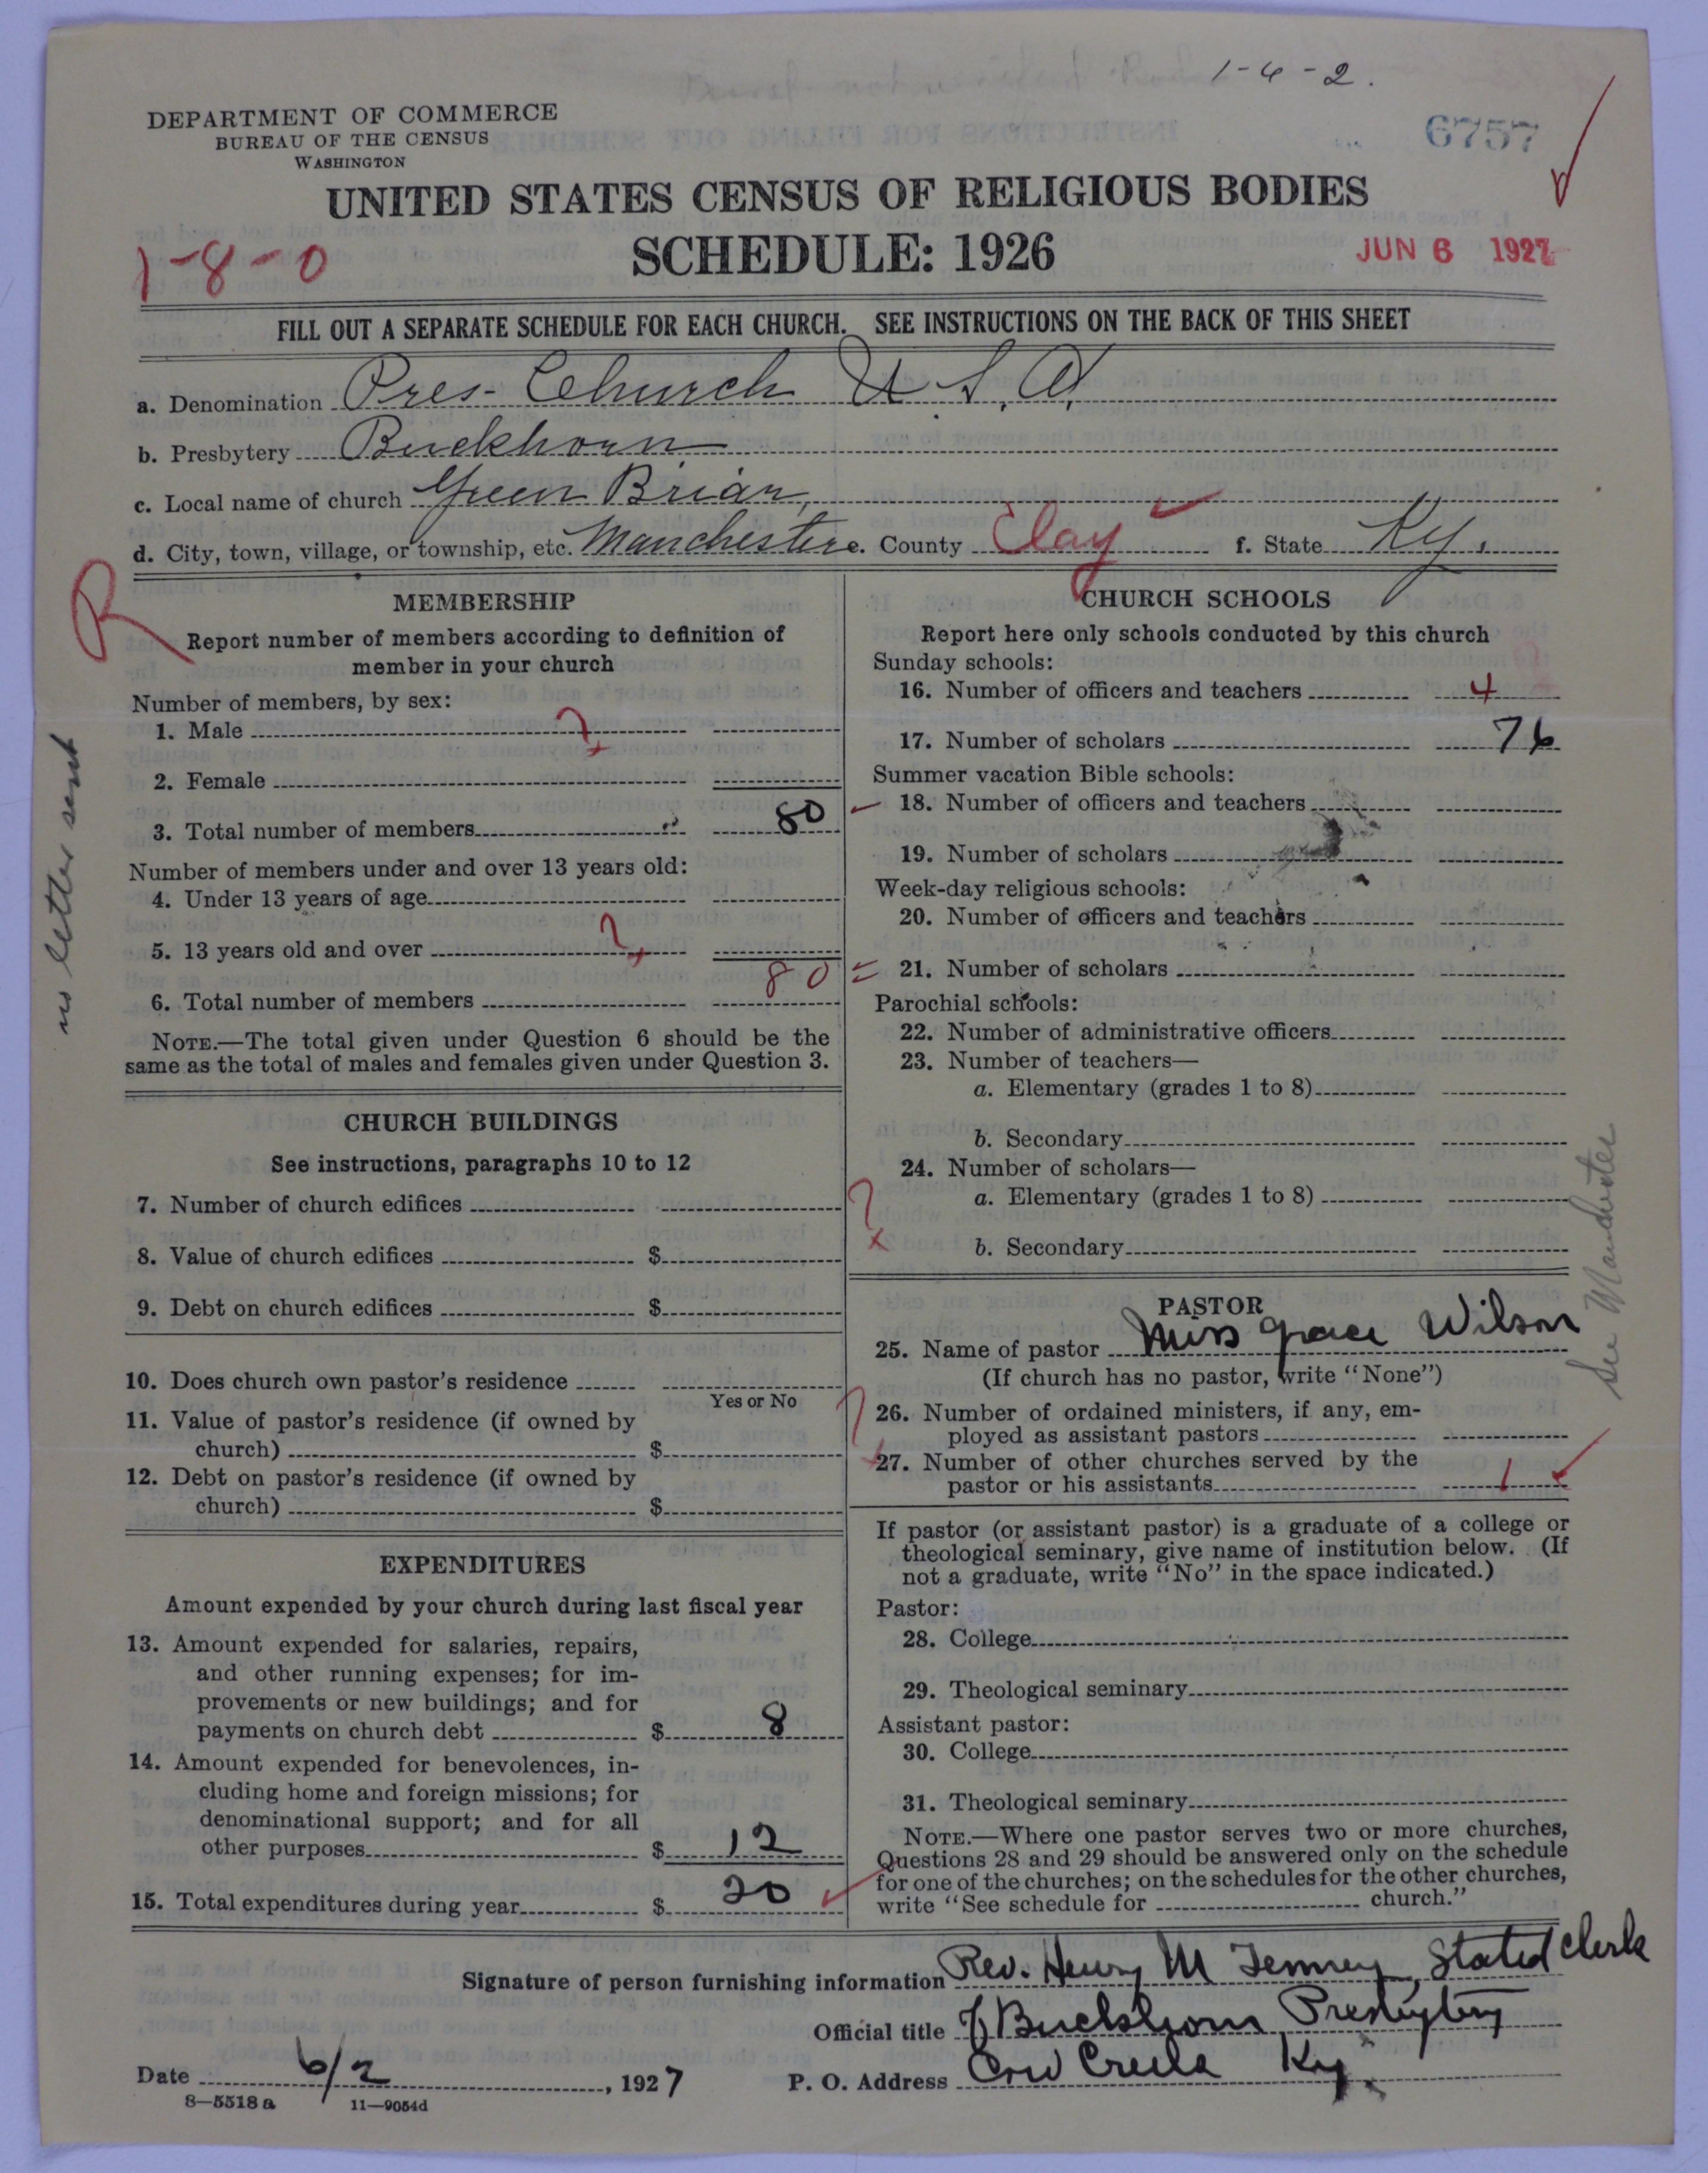 1-4-2.
DEPARTMENT OF COMMERCE
BUREAU OF THE CENSUS
WASHINGTON
6757
UNITED STATES CENSUS OF RELIGIOUS BODIES
SCHEDULE: 1926
1-8-0
JUN 6 1927
FILL OUT A SEPARATE SCHEDULE FOR EACH CHURCH. SEE INSTRUCTIONS ON THE BACK OF THIS SHEET
a. Denomination Pres- Church U. S. A.
b. Presbytery Buckhorn
c. Local name of church Green Briar,
d. City, town, village, or township, etc. Manchester e. County Clay f. State Ky.
R
no letter sent
MEMBERSHIP
Report number of members according to definition of
member in your church
Number of members, by sex:
1. Male ?
2. Female
3. Total number of members 80
Number of members under and over 13 years old:
4. Under 13 years of age
5. 13 years old and over ?
6. Total number of members 80
NOTE.—The total given under Question 6 should be the
same as the total of males and females given under Question 3.
CHURCH BUILDINGS
See instructions, paragraphs 10 to 12
7. Number of church edifices
8. Value of church edifices $
9. Debt on church edifices $
10. Does church own pastor's residence
Yes or No
11. Value of pastor's residence (if owned by
church) $
12. Debt on pastor's residence (if owned by
church) $
EXPENDITURES
Amount expended by your church during last fiscal year
13. Amount expended for salaries, repairs,
and other running expenses; for im-
provements or new buildings; and for
payments on church debt $ 8
14. Amount expended for benevolences, in-
cluding home and foreign missions; for
denominational support; and for all
other purposes $ 12
15. Total expenditures during year $ 20
CHURCH SCHOOLS
Report here only schools conducted by this church
Sunday schools:
16. Number of officers and teachers 4
17. Number of scholars 76
Summer vacation Bible schools:
18. Number of officers and teachers
19. Number of scholars
Week-day religious schools:
20. Number of officers and teachers
21. Number of scholars
Parochial schools:
22. Number of administrative officers
23. Number of teachers—
a. Elementary (grades 1 to 8)
b. Secondary
24. Number of scholars—
a. Elementary (grades 1 to 8)
?
b. Secondary
See Manchester
PASTOR
25. Name of pastor Miss Grace Wilson
(If church has no pastor, write "None")
?
26. Number of ordained ministers, if any, em-
ployed as assistant pastors
27. Number of other churches served by the
pastor or his assistants 1
If pastor (or assistant pastor) is a graduate of a college or
theological seminary, give name of institution below. (If
not a graduate, write "No" in the space indicated.)
Pastor:
28. College
29. Theological seminary
Assistant pastor:
30. College
31. Theological seminary
NOTE.—Where one pastor serves two or more churches,
Questions 28 and 29 should be answered only on the schedule
for one of the churches; on the schedules for the other churches,
write "See schedule for church."
Signature of person furnishing information Rev. Henry M Tenney, Stated Clerk
Official title of Buckhorn Presbytery
Date 6/2, 1927 P. O. Address Cow Creek Ky.
8—5518 a 11—9054d